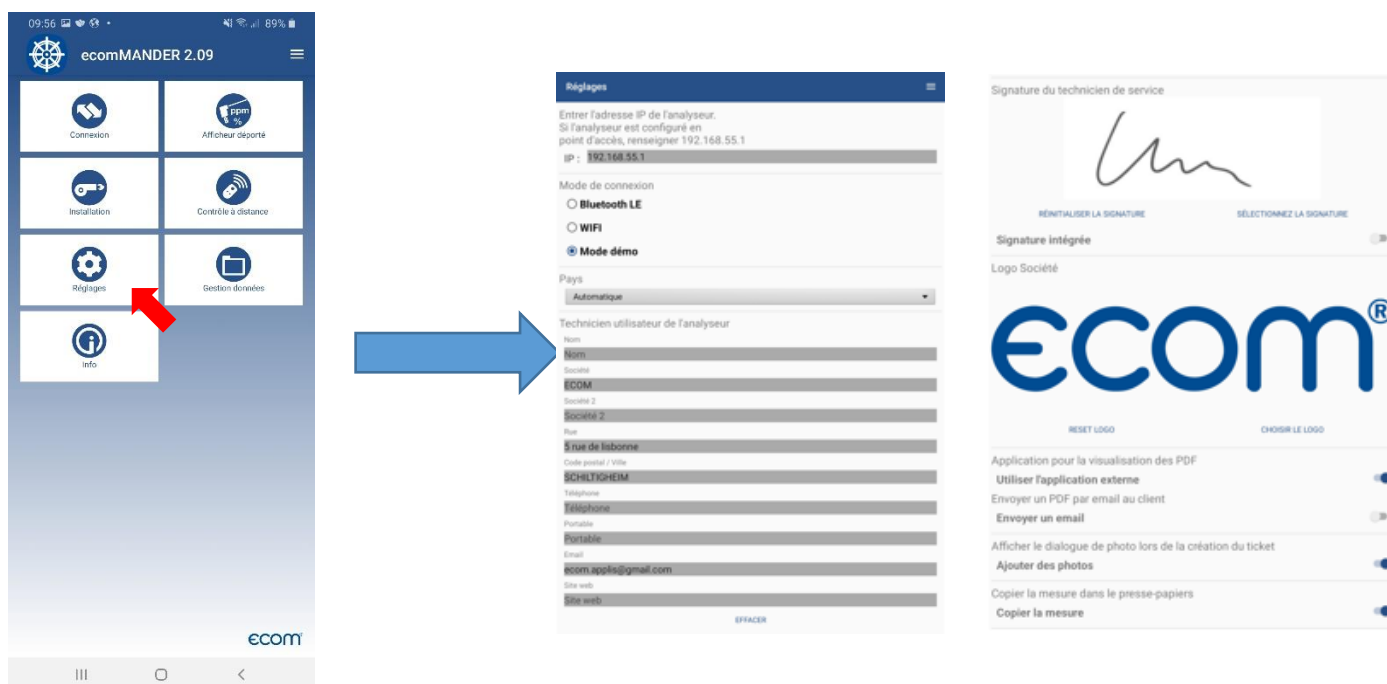 09:56
89%
ecomMANDER 2.09
Connexion
Afficheur déporté
ppm
%
Installation
Contrôle à distance
Réglages
Gestion données
Info
ecom
Réglages
Entrer l'adresse IP de l'analyseur.
Si l'analyseur est configuré en
point d'accès, renseigner 192.168.55.1
IP : 192.168.55.1
Mode de connexion
Bluetooth LE
WIFI
Mode démo
Pays
Automatique
Technicien utilisateur de l'analyseur
Nom
Nom
Société
ECOM
Société 2
Société 2
Rue
5 rue de lisbonne
Code postal / Ville
SCHILTIGHEIM
Téléphone
Téléphone
Portable
Portable
Email
ecom.applis@gmail.com
Site web
Site web
EFFACER
Signature du technicien de service
RÉINITIALISER LA SIGNATURE
SÉLECTIONNEZ LA SIGNATURE
Signature intégrée
Logo Société
ecom®
RESET LOGO
CHOISIR LE LOGO
Application pour la visualisation des PDF
Utiliser l'application externe
Envoyer un PDF par email au client
Envoyer un email
Afficher le dialogue de photo lors de la création du ticket
Ajouter des photos
Copier la mesure dans le presse-papiers
Copier la mesure